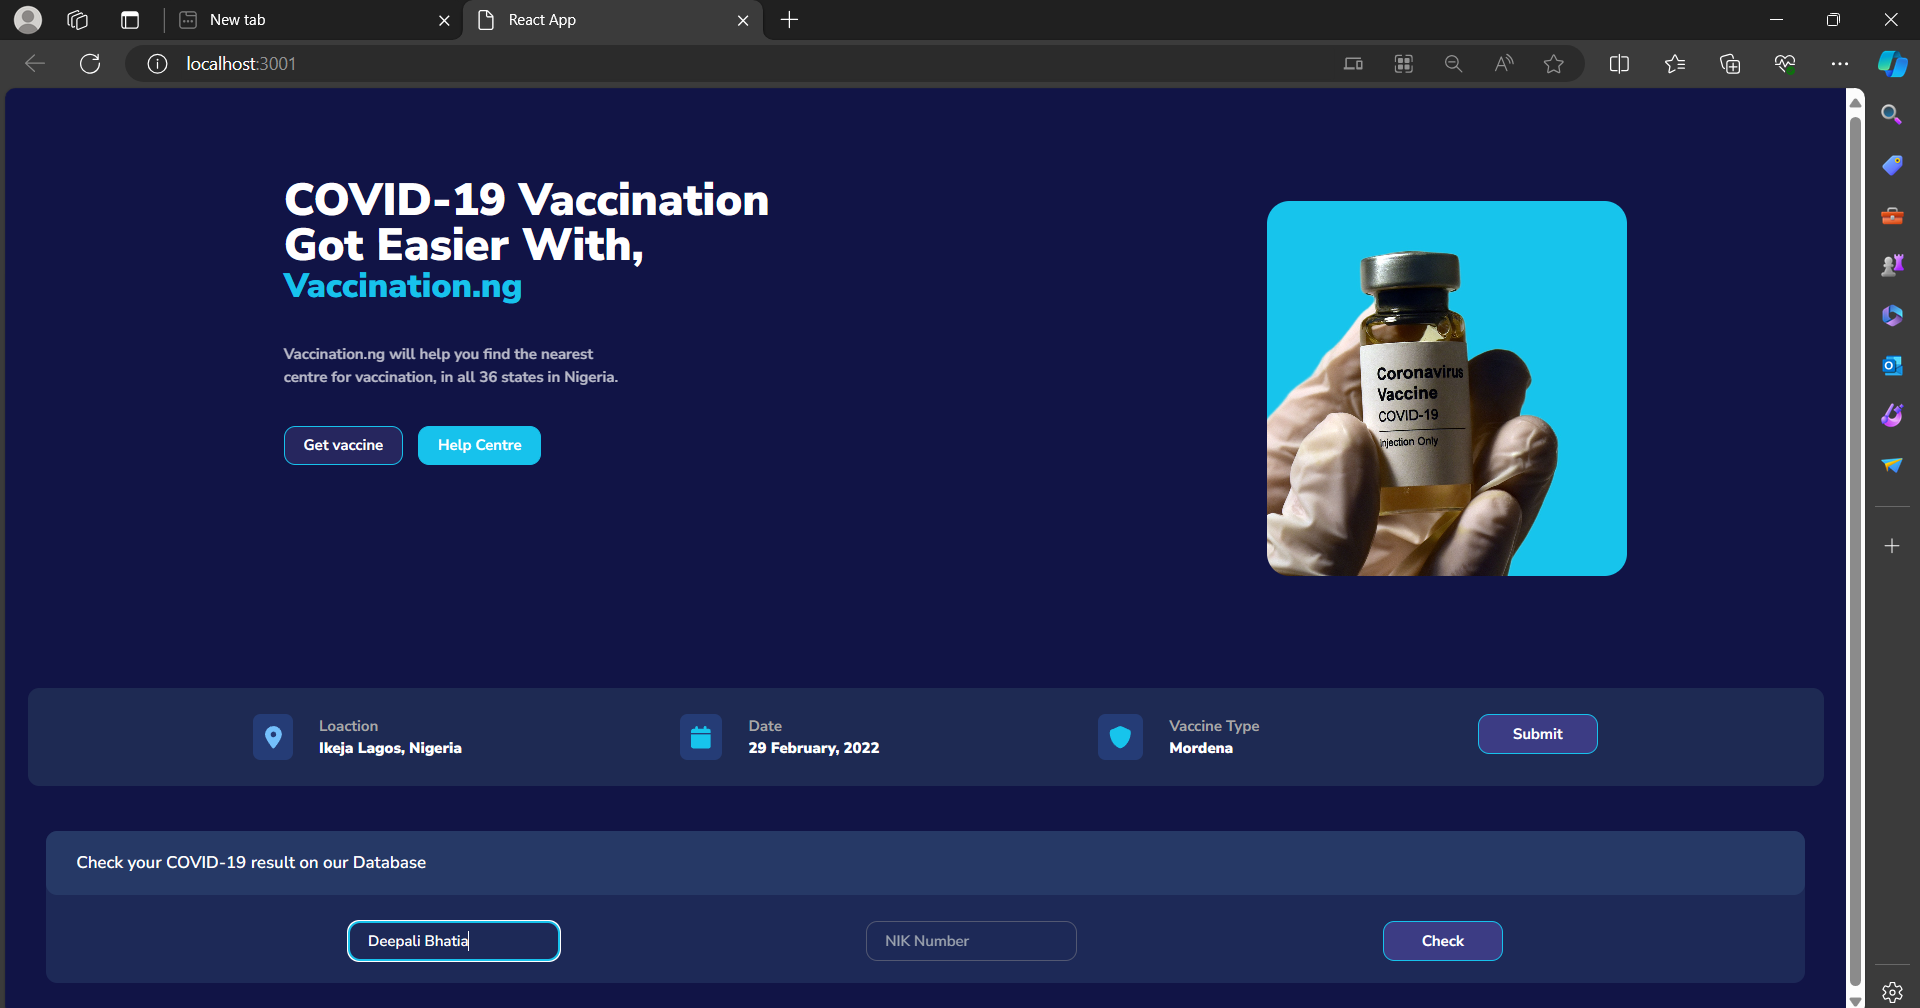 New tab
React App
localhost:3001
COVID-19 Vaccination
Got Easier With,
Vaccination.ng
Vaccination.ng will help you find the nearest
centre for vaccination, in all 36 states in Nigeria.
Get vaccine
Help Centre
Coronavirus
Vaccine
COVID-19
Injection Only
Loaction
Ikeja Lagos, Nigeria
Date
29 February, 2022
Vaccine Type
Mordena
Submit
Check your COVID-19 result on our Database
Deepali Bhatia
NIK Number
Check